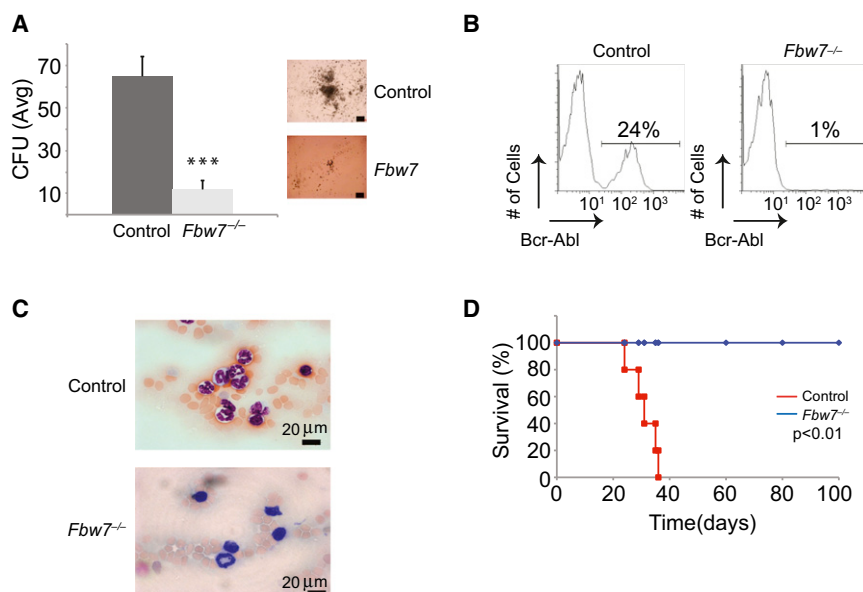 A
CFU (Avg)
70
50
30
10
***
Control
Fbw7–/–
Control
Fbw7
B
Control
Fbw7–/–
24%
1%
# of Cells
# of Cells
10¹ 10² 10³
10¹ 10² 10³
Bcr-Abl
Bcr-Abl
C
Control
20 µm
Fbw7–/–
20 µm
D
Survival (%)
100
80
60
40
20
0
0 20 40 60 80 100
Time(days)
Control
Fbw7–/–
p<0.01